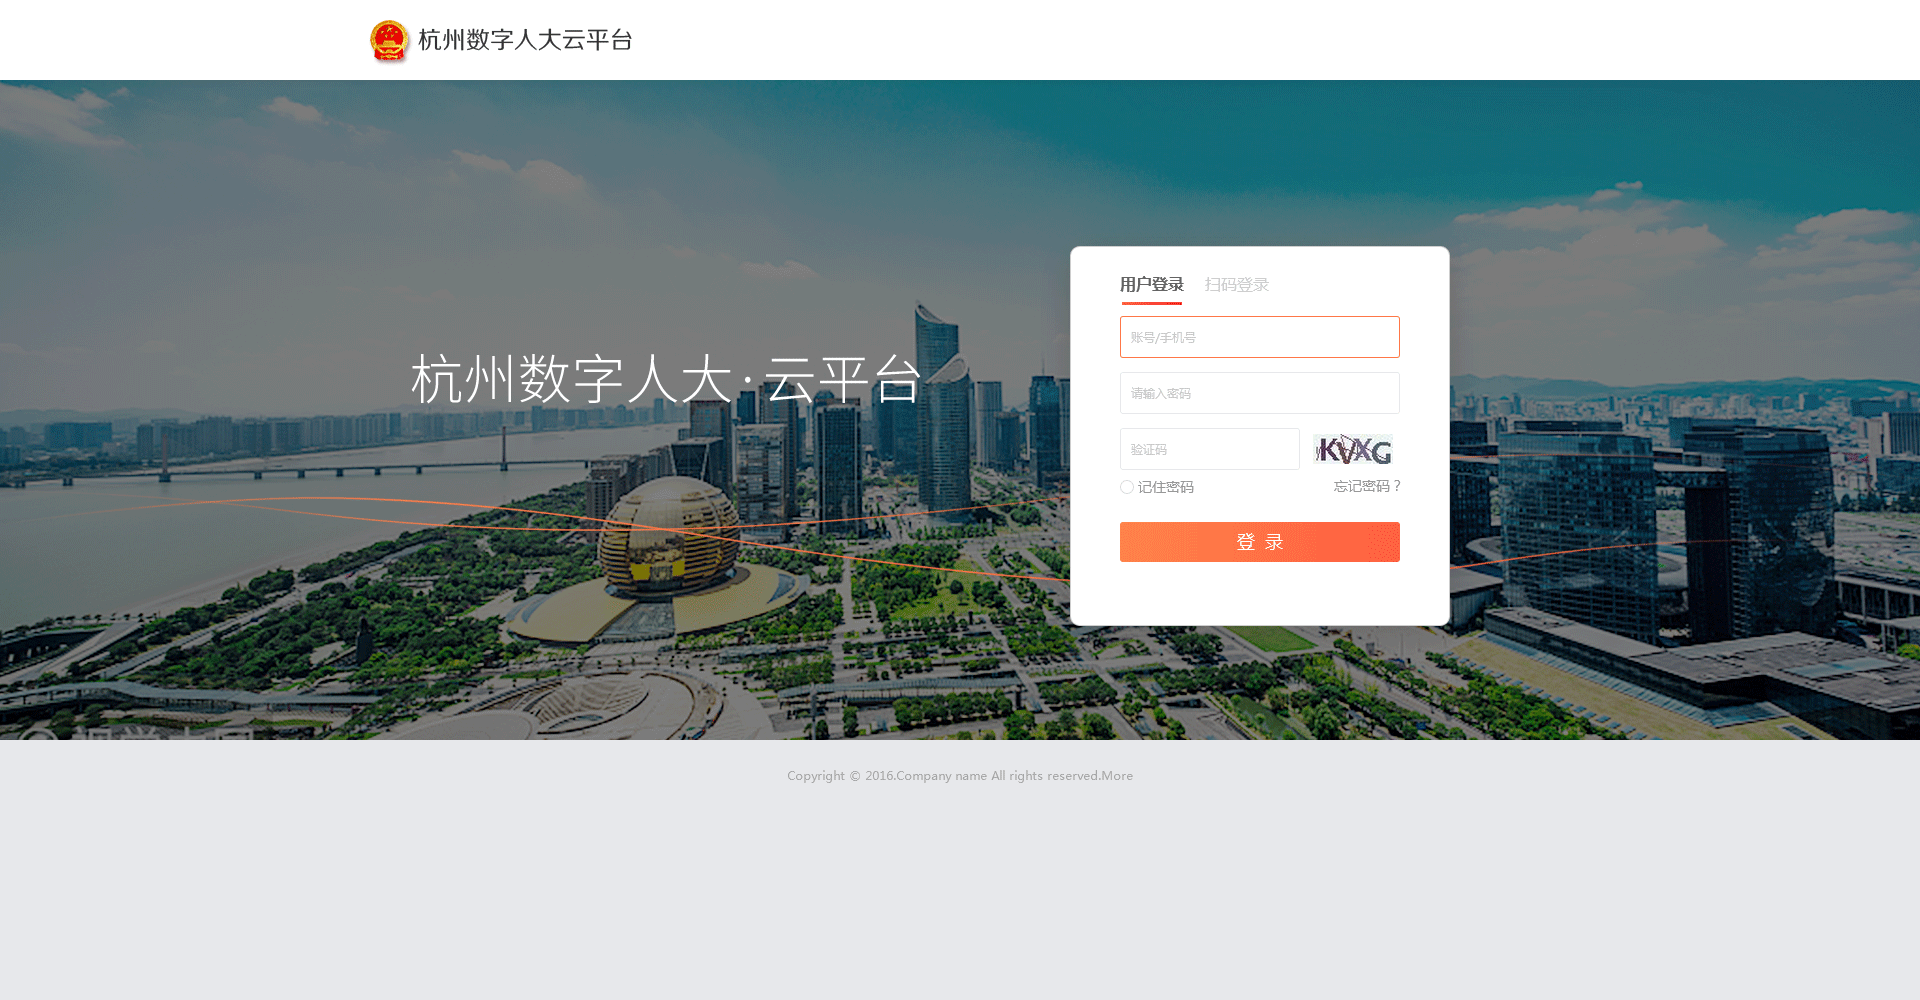 杭州数字人大云平台
杭州数字人大·云平台
用户登录 扫码登录
账号/手机号
请输入密码
验证码 KVXG
记住密码 忘记密码？
登 录
Copyright © 2016.Company name All rights reserved.More